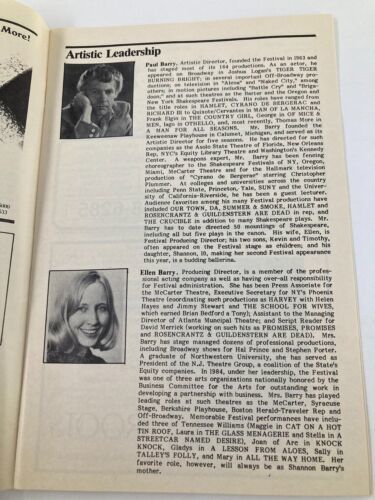 More!
Artistic Leadership
Paul Barry, Artistic Director, founded the Festival in 1963 and
has staged most of its 164 productions. As an actor, he
appeared on Broadway in Joshua Logan's TIGER TIGER
BURNING BRIGHT; in several important Off-Broadway pro-
ductions; on television in "Alene" and "Naked City," among
others; in motion pictures including "Battle Cry" and "Briga-
doon;" and at such theatres as the Barter and the Oregon and
New York Shakespeare Festivals. His roles have ranged from
the title roles in HAMLET, CYRANO DE BERGERAC and
RICHARD III to Quixote/Cervantes in MAN OF LA MANCHA,
Frank Elgin in THE COUNTRY GIRL, George in OF MICE &
MEN, Iago in OTHELLO, and, most recently, Thomas More in
A MAN FOR ALL SEASONS. Mr. Barry founded the
Keeweenaw Playhouse in Calumet, Michigan, and served as its
Artistic Director for five seasons. He has directed for such
companies as the Asolo State Theatre of Florida, New Orleans
Rep, NYC's Equity Library Theatre and Washington's Kennedy
Center. A weapons expert, Mr. Barry has been fencing
choreographer to the Shakespeare Festivals of NY, Oregon,
Miami, McCarter Theatre and for the Hallmark television
production of "Cyrano de Bergerac" starring Christopher
Plummer. At colleges and universities across the country
including Penn State, Princeton, Yale, SUNY and the Univer-
sity of California-Riverside, he has been a guest lecturer.
Audience favorites among his many Festival productions have
included OUR TOWN, DA, SUMMER & SMOKE, HAMLET and
ROSENCRANTZ & GUILDENSTERN ARE DEAD in rep, and
THE CRUCIBLE in addition to many Shakespeare plays. Mr.
Barry has to date directed 58 mountings of Shakespeare,
including all but five plays in the canon. His wife, Ellen, is
Festival Producing Director; his two sons, Kevin and Timothy,
often appeared on the Festival stage as children; and his
daughter, Shannon, 10, making her second Festival appearance
this year, is a budding ballerina.
Ellen Barry, Producing Director, is a member of the profes-
sional acting company as well as having over-all responsibility
for Festival administration. She has been Press Associate for
the McCarter Theatre, Executive Secretary for NY's Phoenix
Theatre (coordinating such productions as HARVEY with Helen
Hayes and Jimmy Stewart and THE SCHOOL FOR WIVES,
which earned Brian Bedford a Tony); Assistant to the Managing
Director of Atlanta Municipal Theatre; and Script Reader for
David Merrick (working on such hits as PROMISES, PROMISES
and ROSENCRANTZ & GUILDENSTERN ARE DEAD). Mrs.
Barry has stage managed dozens of professional productions,
including Broadway shows for Hal Prince and Stephen Porter.
A graduate of Northwestern University, she has served as
President of the N.J. Theatre Group, a coalition of the State's
Equity companies. In 1984, under her leadership, the Festival
was one of three arts organizations nationally honored by the
Business Committee for the Arts for outstanding work in
developing a partnership with business. Mrs. Barry has played
leading roles at such theatres as the McCarter, Syracuse
Stage, Berkshire Playhouse, Boston Herald-Traveler Rep and
Off-Broadway. Memorable Festival performances have inclu-
ded three of Tennessee Williams (Maggie in CAT ON A HOT
TIN ROOF, Laura in THE GLASS MENAGERIE and Stella in A
STREETCAR NAMED DESIRE), Joan of Arc in KNOCK
KNOCK, Gladys in A LESSON FROM ALOES, Sally in
TALLEY'S FOLLY, and Mary in ALL THE WAY HOME. Her
favorite role, however, will always be as Shannon Barry's
mother.